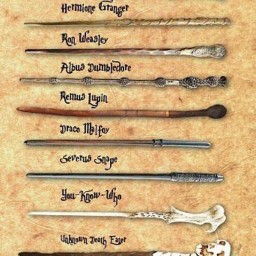 Hermione Granger
Ron Weasley
Albus Dumbledore
Remus Lupin
Draco Malfoy
Severus Snape
You-Know-Who
Unknown Death Eater